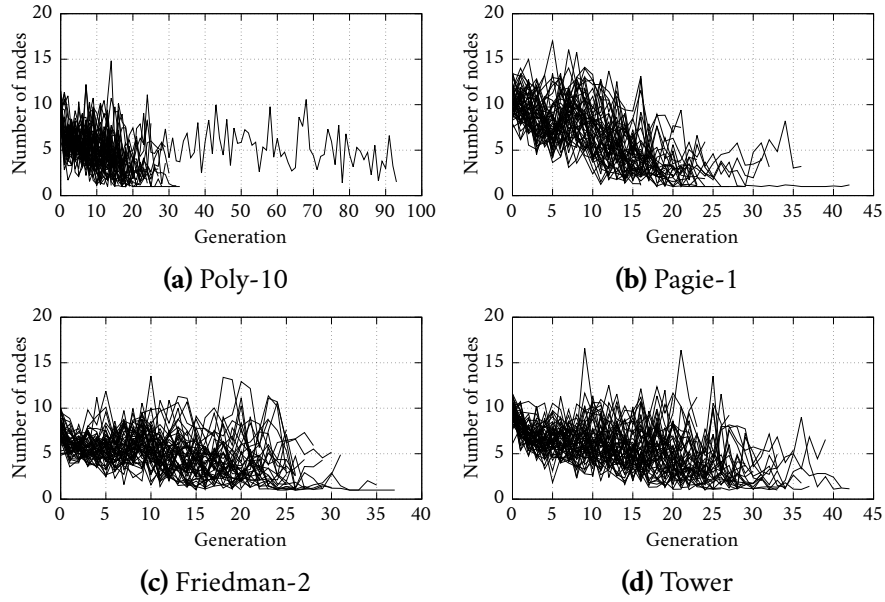 20
15
10
5
0
Number of nodes
0 10 20 30 40 50 60 70 80 90 100
Generation
(a) Poly-10
20
15
10
5
0
Number of nodes
0 5 10 15 20 25 30 35 40 45
Generation
(b) Pagie-1
20
15
10
5
0
Number of nodes
0 5 10 15 20 25 30 35 40
Generation
(c) Friedman-2
20
15
10
5
0
Number of nodes
0 5 10 15 20 25 30 35 40 45
Generation
(d) Tower